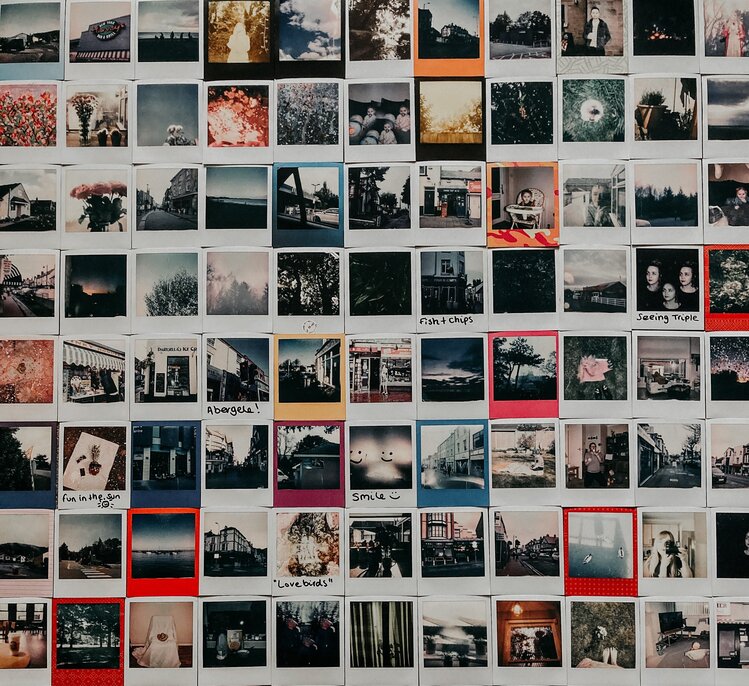 Fish + Chips
Seeing Triple
Abergele!
fun in the sun
Smile
"Lovebirds"